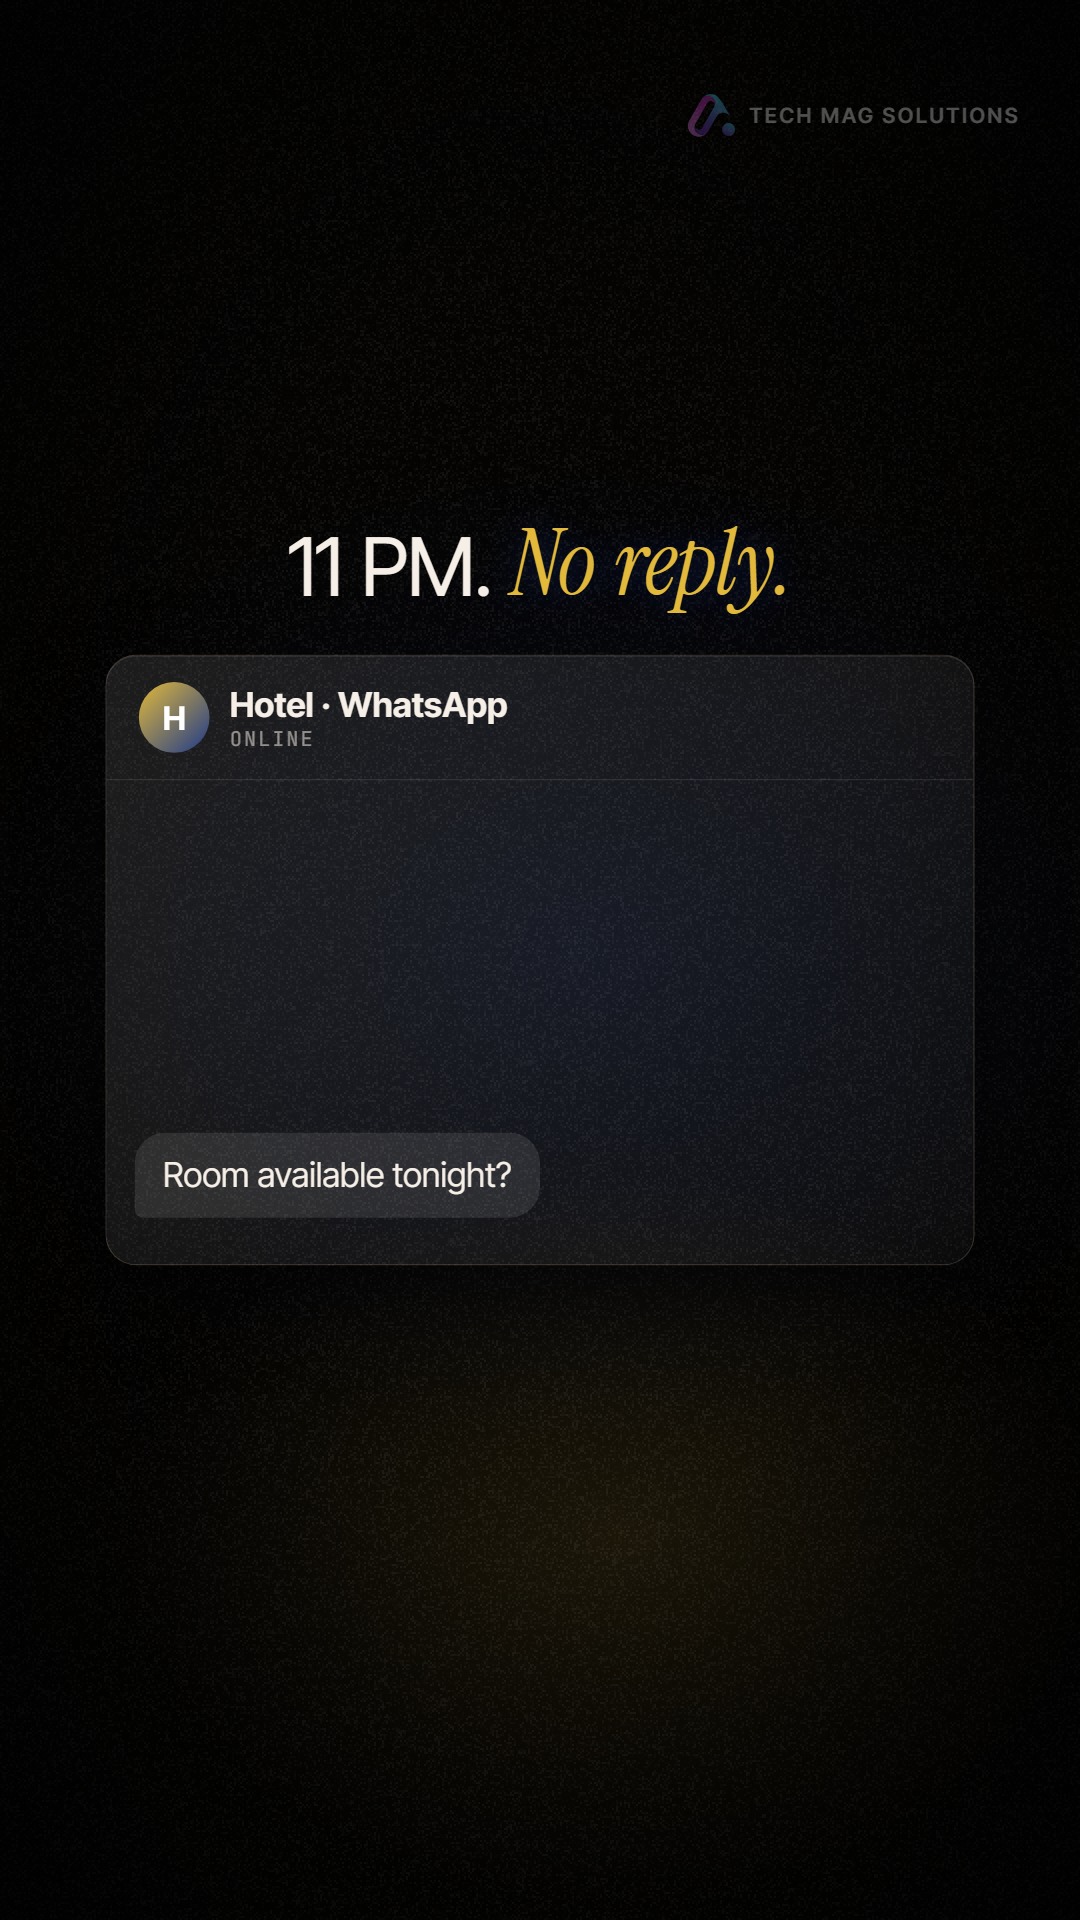 TECH MAG SOLUTIONS
11 PM. No reply.
H
Hotel · WhatsApp
ONLINE
Room available tonight?